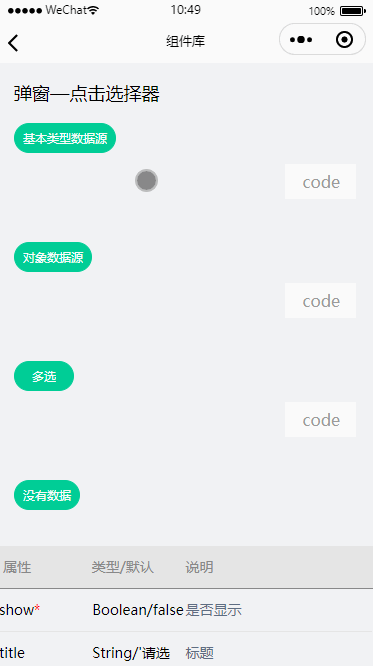 WeChat 10:49 100%
组件库
弹窗—点击选择器
基本类型数据源
code
对象数据源
code
多选
code
没有数据
属性 类型/默认 说明
show* Boolean/false 是否显示
title String/'请选 标题